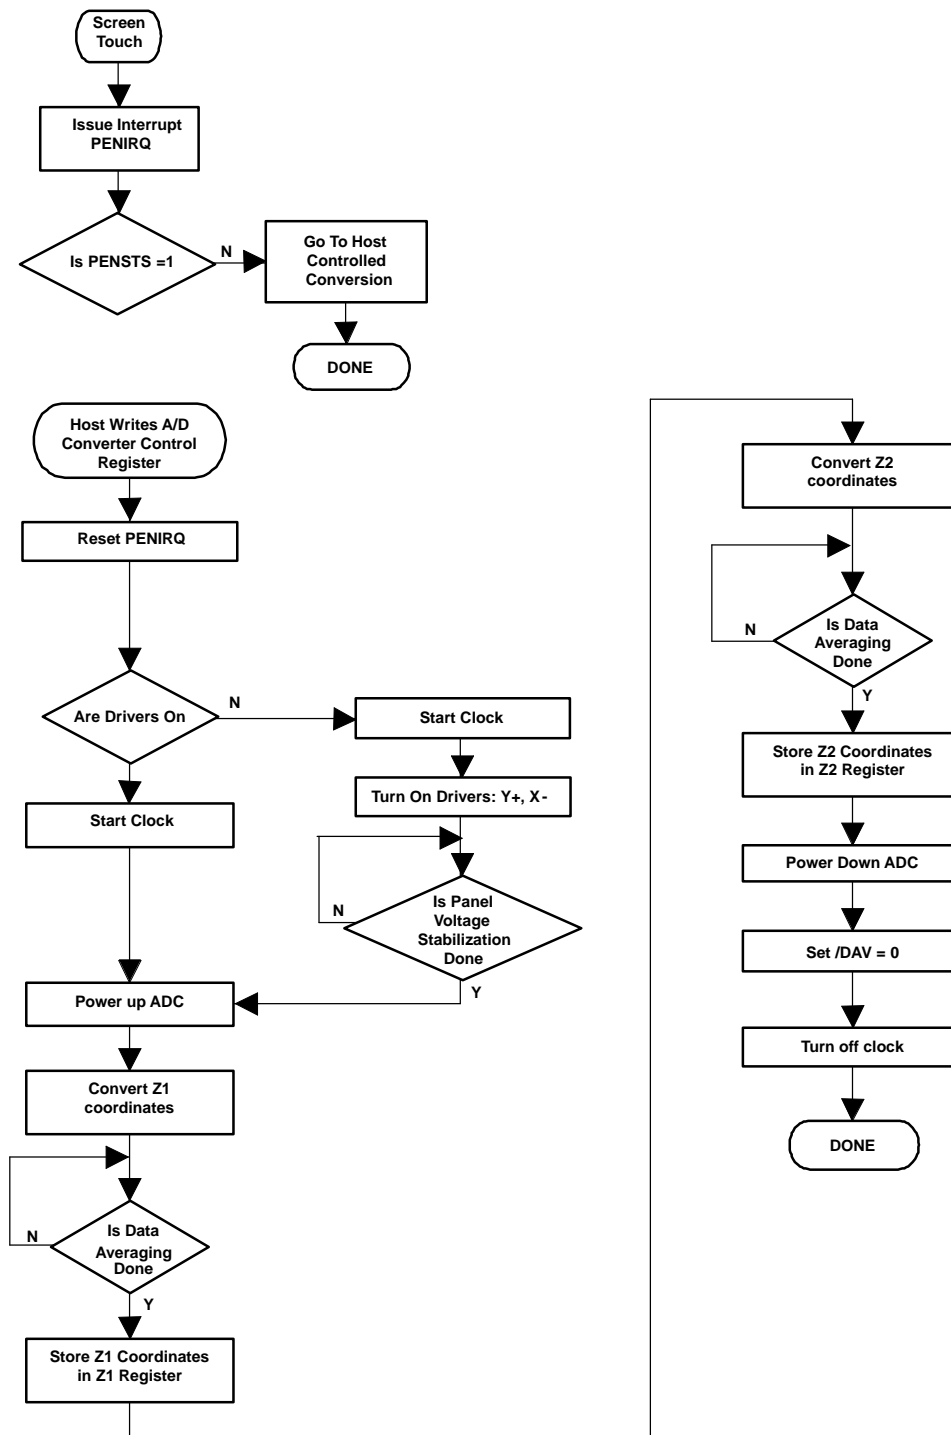 Screen
Touch
Issue Interrupt
PENIRQ
Is PENSTS =1
N
Go To Host
Controlled
Conversion
DONE
Host Writes A/D
Converter Control
Register
Reset PENIRQ
Are Drivers On
N
Start Clock
Start Clock
Turn On Drivers: Y+, X-
Is Panel
Voltage
Stabilization
Done
N
Y
Power up ADC
Convert Z1
coordinates
Is Data
Averaging
Done
N
Y
Store Z1 Coordinates
in Z1 Register
Convert Z2
coordinates
Is Data
Averaging
Done
N
Y
Store Z2 Coordinates
in Z2 Register
Power Down ADC
Set /DAV = 0
Turn off clock
DONE